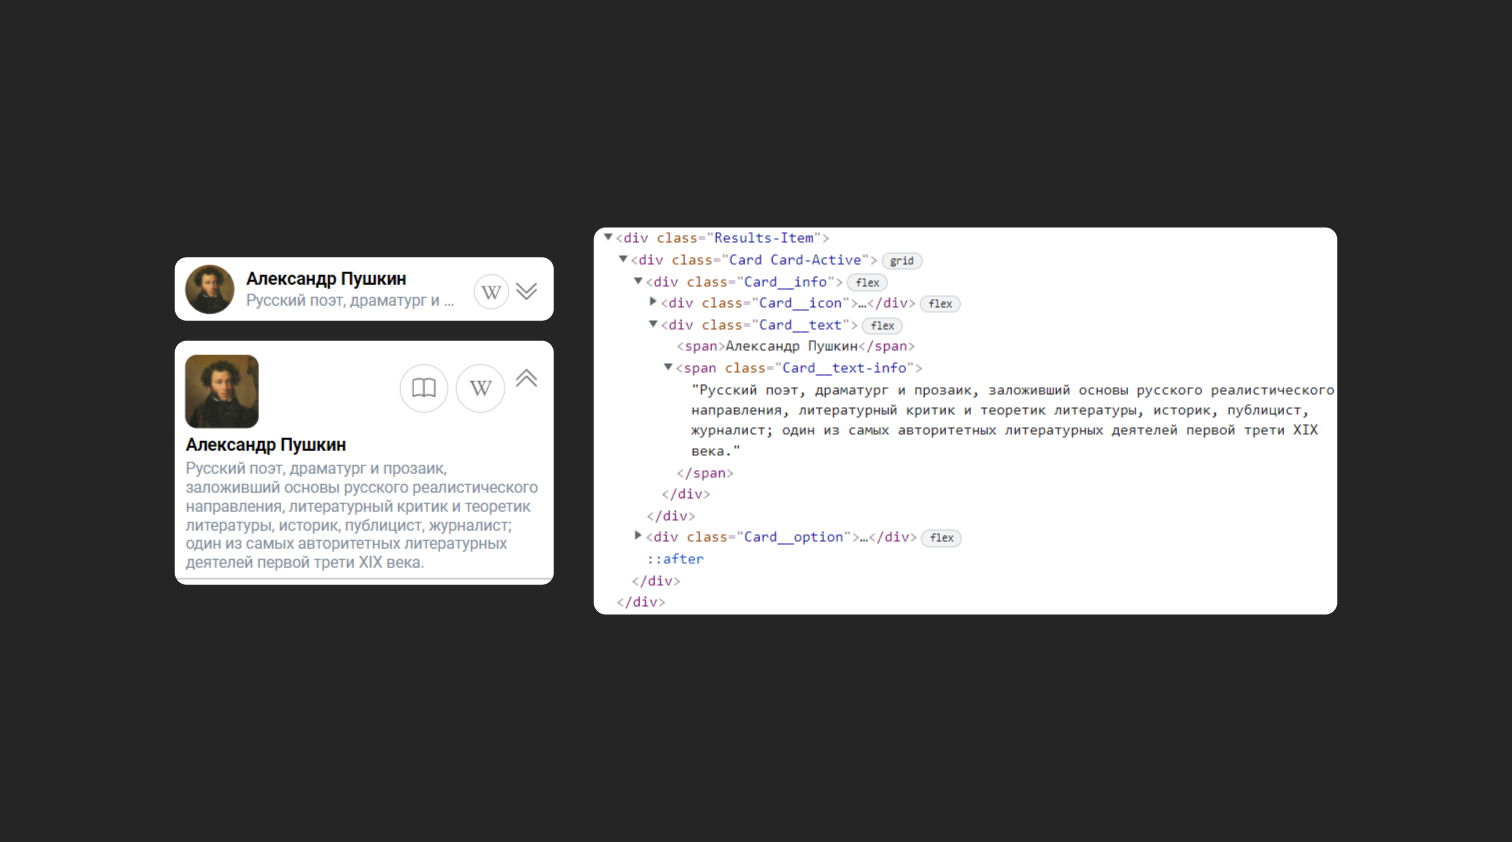 Александр Пушкин
Русский поэт, драматург и ...
W
W
Александр Пушкин
Русский поэт, драматург и прозаик,
заложивший основы русского реалистического
направления, литературный критик и теоретик
литературы, историк, публицист, журналист;
один из самых авторитетных литературных
деятелей первой трети XIX века.
<div class="Results-Item">
<div class="Card Card-Active"> grid
<div class="Card__info"> flex
<div class="Card__icon">…</div> flex
<div class="Card__text"> flex
<span>Александр Пушкин</span>
<span class="Card__text-info">
"Русский поэт, драматург и прозаик, заложивший основы русского реалистического
направления, литературный критик и теоретик литературы, историк, публицист,
журналист; один из самых авторитетных литературных деятелей первой трети XIX
века."
</span>
</div>
</div>
<div class="Card__option">…</div> flex
::after
</div>
</div>